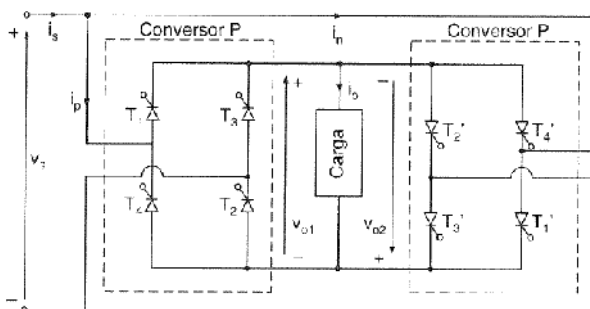 +
i_s
i_n
Conversor P
Conversor P
i_p
T_1
T_3
+
−
i_o
T_2'
T_4'
v_s
Carga
T_4
T_2
T_3'
T_1'
v_o1
v_o2
−
+
−